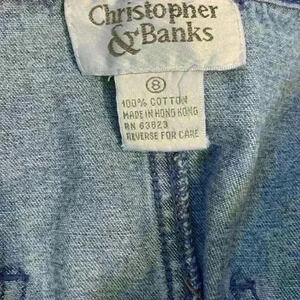 Christopher
& Banks
8
100% COTTON
MADE IN HONG KONG
RN 63823
REVERSE FOR CARE